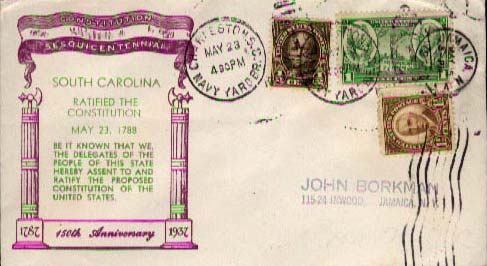 CONSTITUTION
SESQUICENTENNIAL
SOUTH CAROLINA
RATIFIED THE
CONSTITUTION
MAY 23, 1788
BE IT KNOWN THAT WE,
THE DELEGATES OF THE
PEOPLE OF THIS STATE
HEREBY ASSENT TO AND
RATIFY THE PROPOSED
CONSTITUTION OF THE
UNITED STATES.
1787 150th Anniversary 1937
MAY 23
4:30 PM
NAVY YARD
JAMAICA,
JOHN BORKMAN
JAMAICA, N.Y.